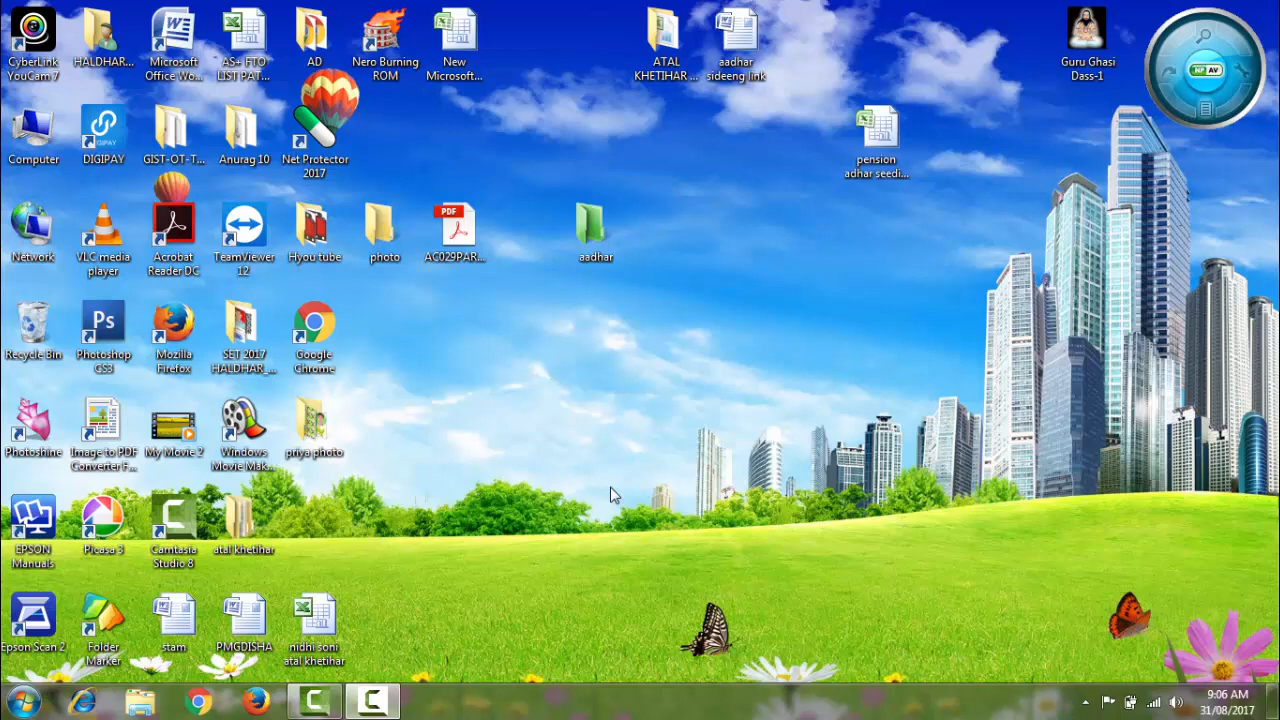 CyberLink
YouCam 7
HALDHAR...
Microsoft
Office Wo...
AS+ FTO
LIST PAT...
AD
Nero Burning
ROM
New
Microsoft...
ATAL
KHETIHAR ...
aadhar
sideeng link
Guru Ghasi
Dass-1
NP AV
Computer
DIGIPAY
GIST-OT-T...
Anurag 10
Net Protector
2017
pension
adhar seedi...
Network
VLC media
player
Acrobat
Reader DC
TeamViewer
12
Hyou tube
photo
PDF
AC029PAR...
aadhar
Recycle Bin
Ps
Photoshop
CS3
Mozilla
Firefox
SET 2017
HALDHAR_...
Google
Chrome
Photoshine
Image to PDF
Converter F...
My Movie 2
Windows
Movie Mak...
priya photo
EPSON
Manuals
Picasa 3
Camtasia
Studio 8
atal khetihar
Epson Scan 2
Folder
Marker
stam
PMGDISHA
nidhi soni
atal khetihar
9:06 AM
31/08/2017